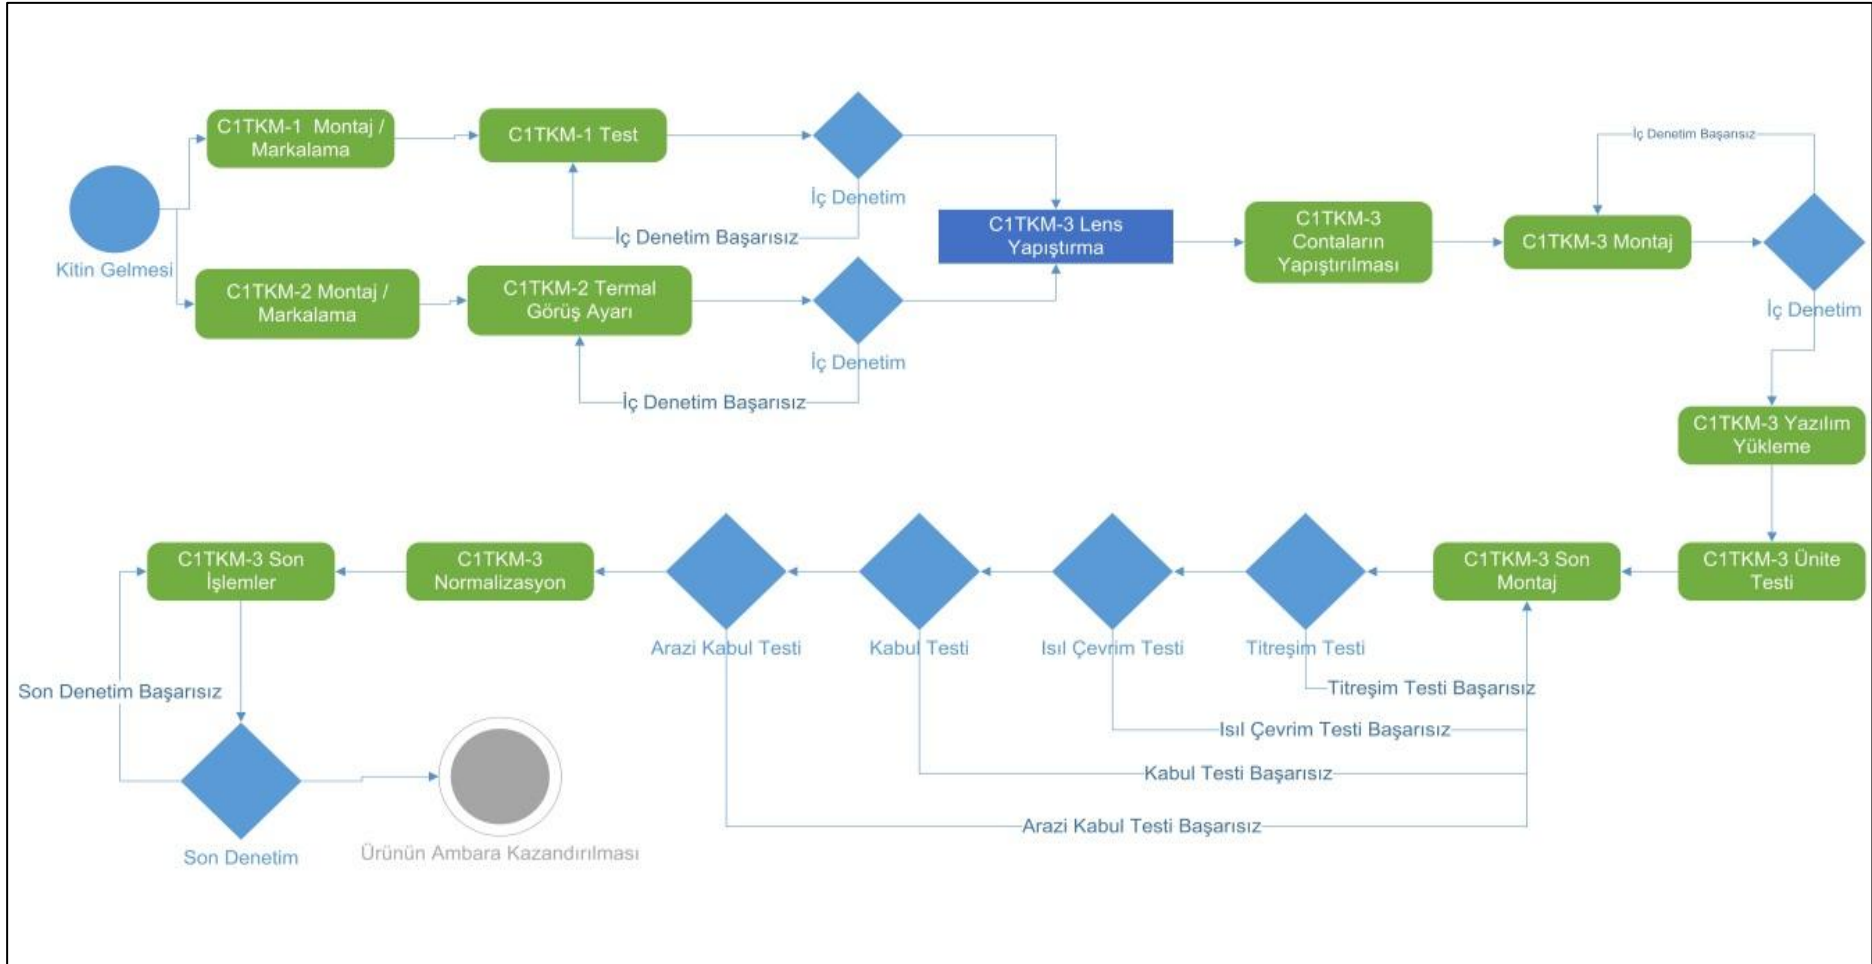 C1TKM-1 Montaj /
Markalama
C1TKM-1 Test
İç Denetim
İç Denetim Başarısız
Kitin Gelmesi
C1TKM-2 Montaj /
Markalama
C1TKM-2 Termal
Görüş Ayarı
İç Denetim
İç Denetim Başarısız
C1TKM-3 Lens
Yapıştırma
C1TKM-3
Contaların
Yapıştırılması
C1TKM-3 Montaj
İç Denetim Başarısız
İç Denetim
C1TKM-3 Yazılım
Yükleme
C1TKM-3 Ünite
Testi
C1TKM-3 Son
Montaj
Titreşim Testi
Titreşim Testi Başarısız
Isıl Çevrim Testi
Isıl Çevrim Testi Başarısız
Kabul Testi
Kabul Testi Başarısız
Arazi Kabul Testi
Arazi Kabul Testi Başarısız
C1TKM-3
Normalizasyon
C1TKM-3 Son
İşlemler
Son Denetim Başarısız
Son Denetim
Ürünün Ambara Kazandırılması